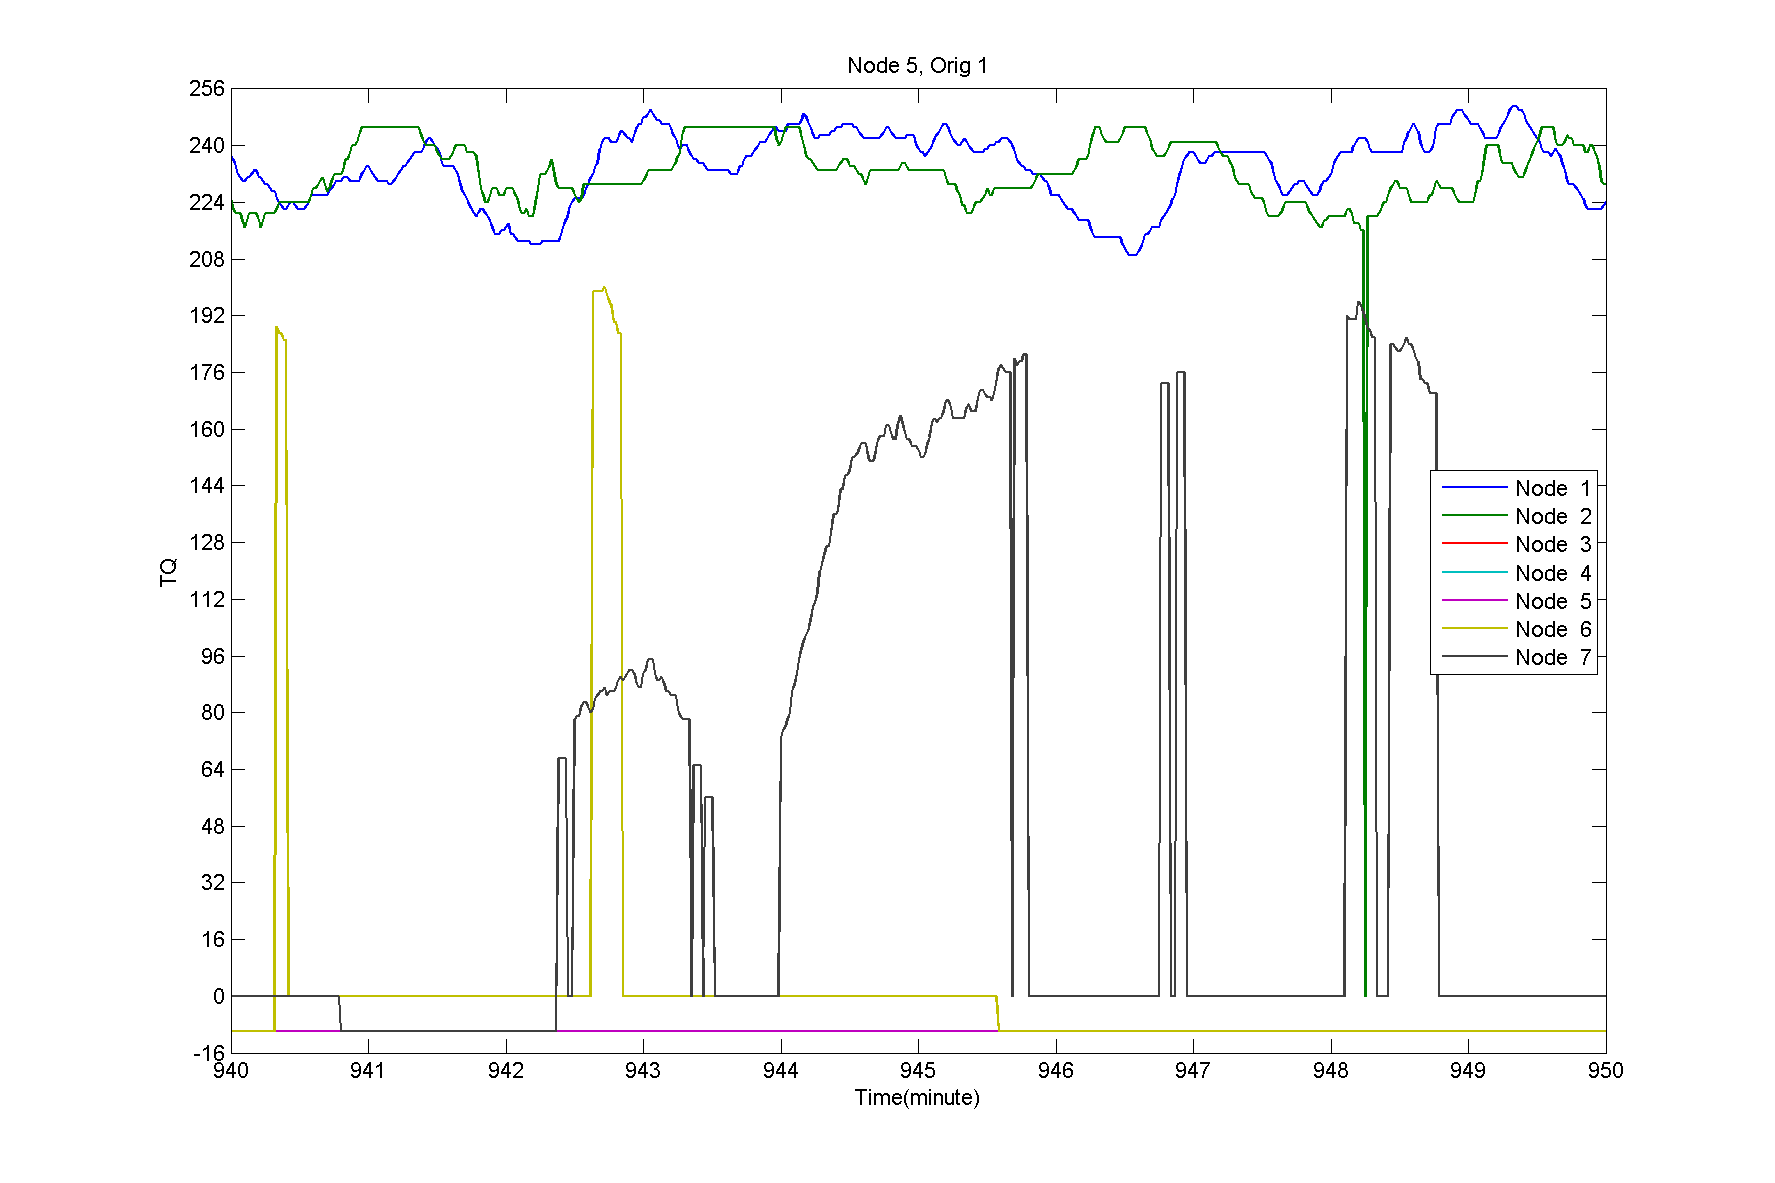 Node 5, Orig 1
256
240
224
208
192
176
160
144
128
112
96
80
64
48
32
16
0
-16
TQ
Node 1
Node 2
Node 3
Node 4
Node 5
Node 6
Node 7
940 941 942 943 944 945 946 947 948 949 950
Time(minute)